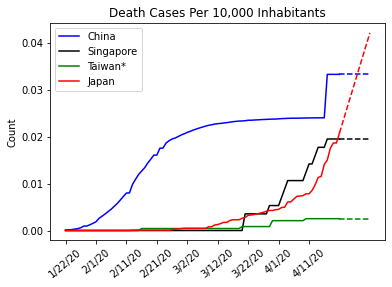 Death Cases Per 10,000 Inhabitants
China
Singapore
Taiwan*
Japan
Count
0.04
0.03
0.02
0.01
0.00
1/22/20
2/1/20
2/11/20
2/21/20
3/2/20
3/12/20
3/22/20
4/1/20
4/11/20